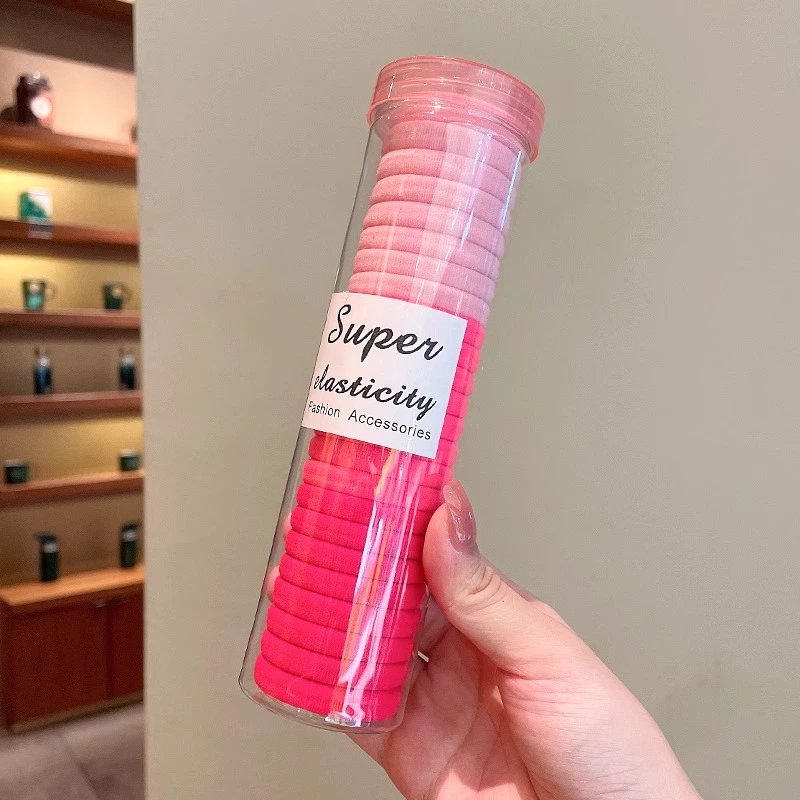 Super
elasticity
Fashion Accessories